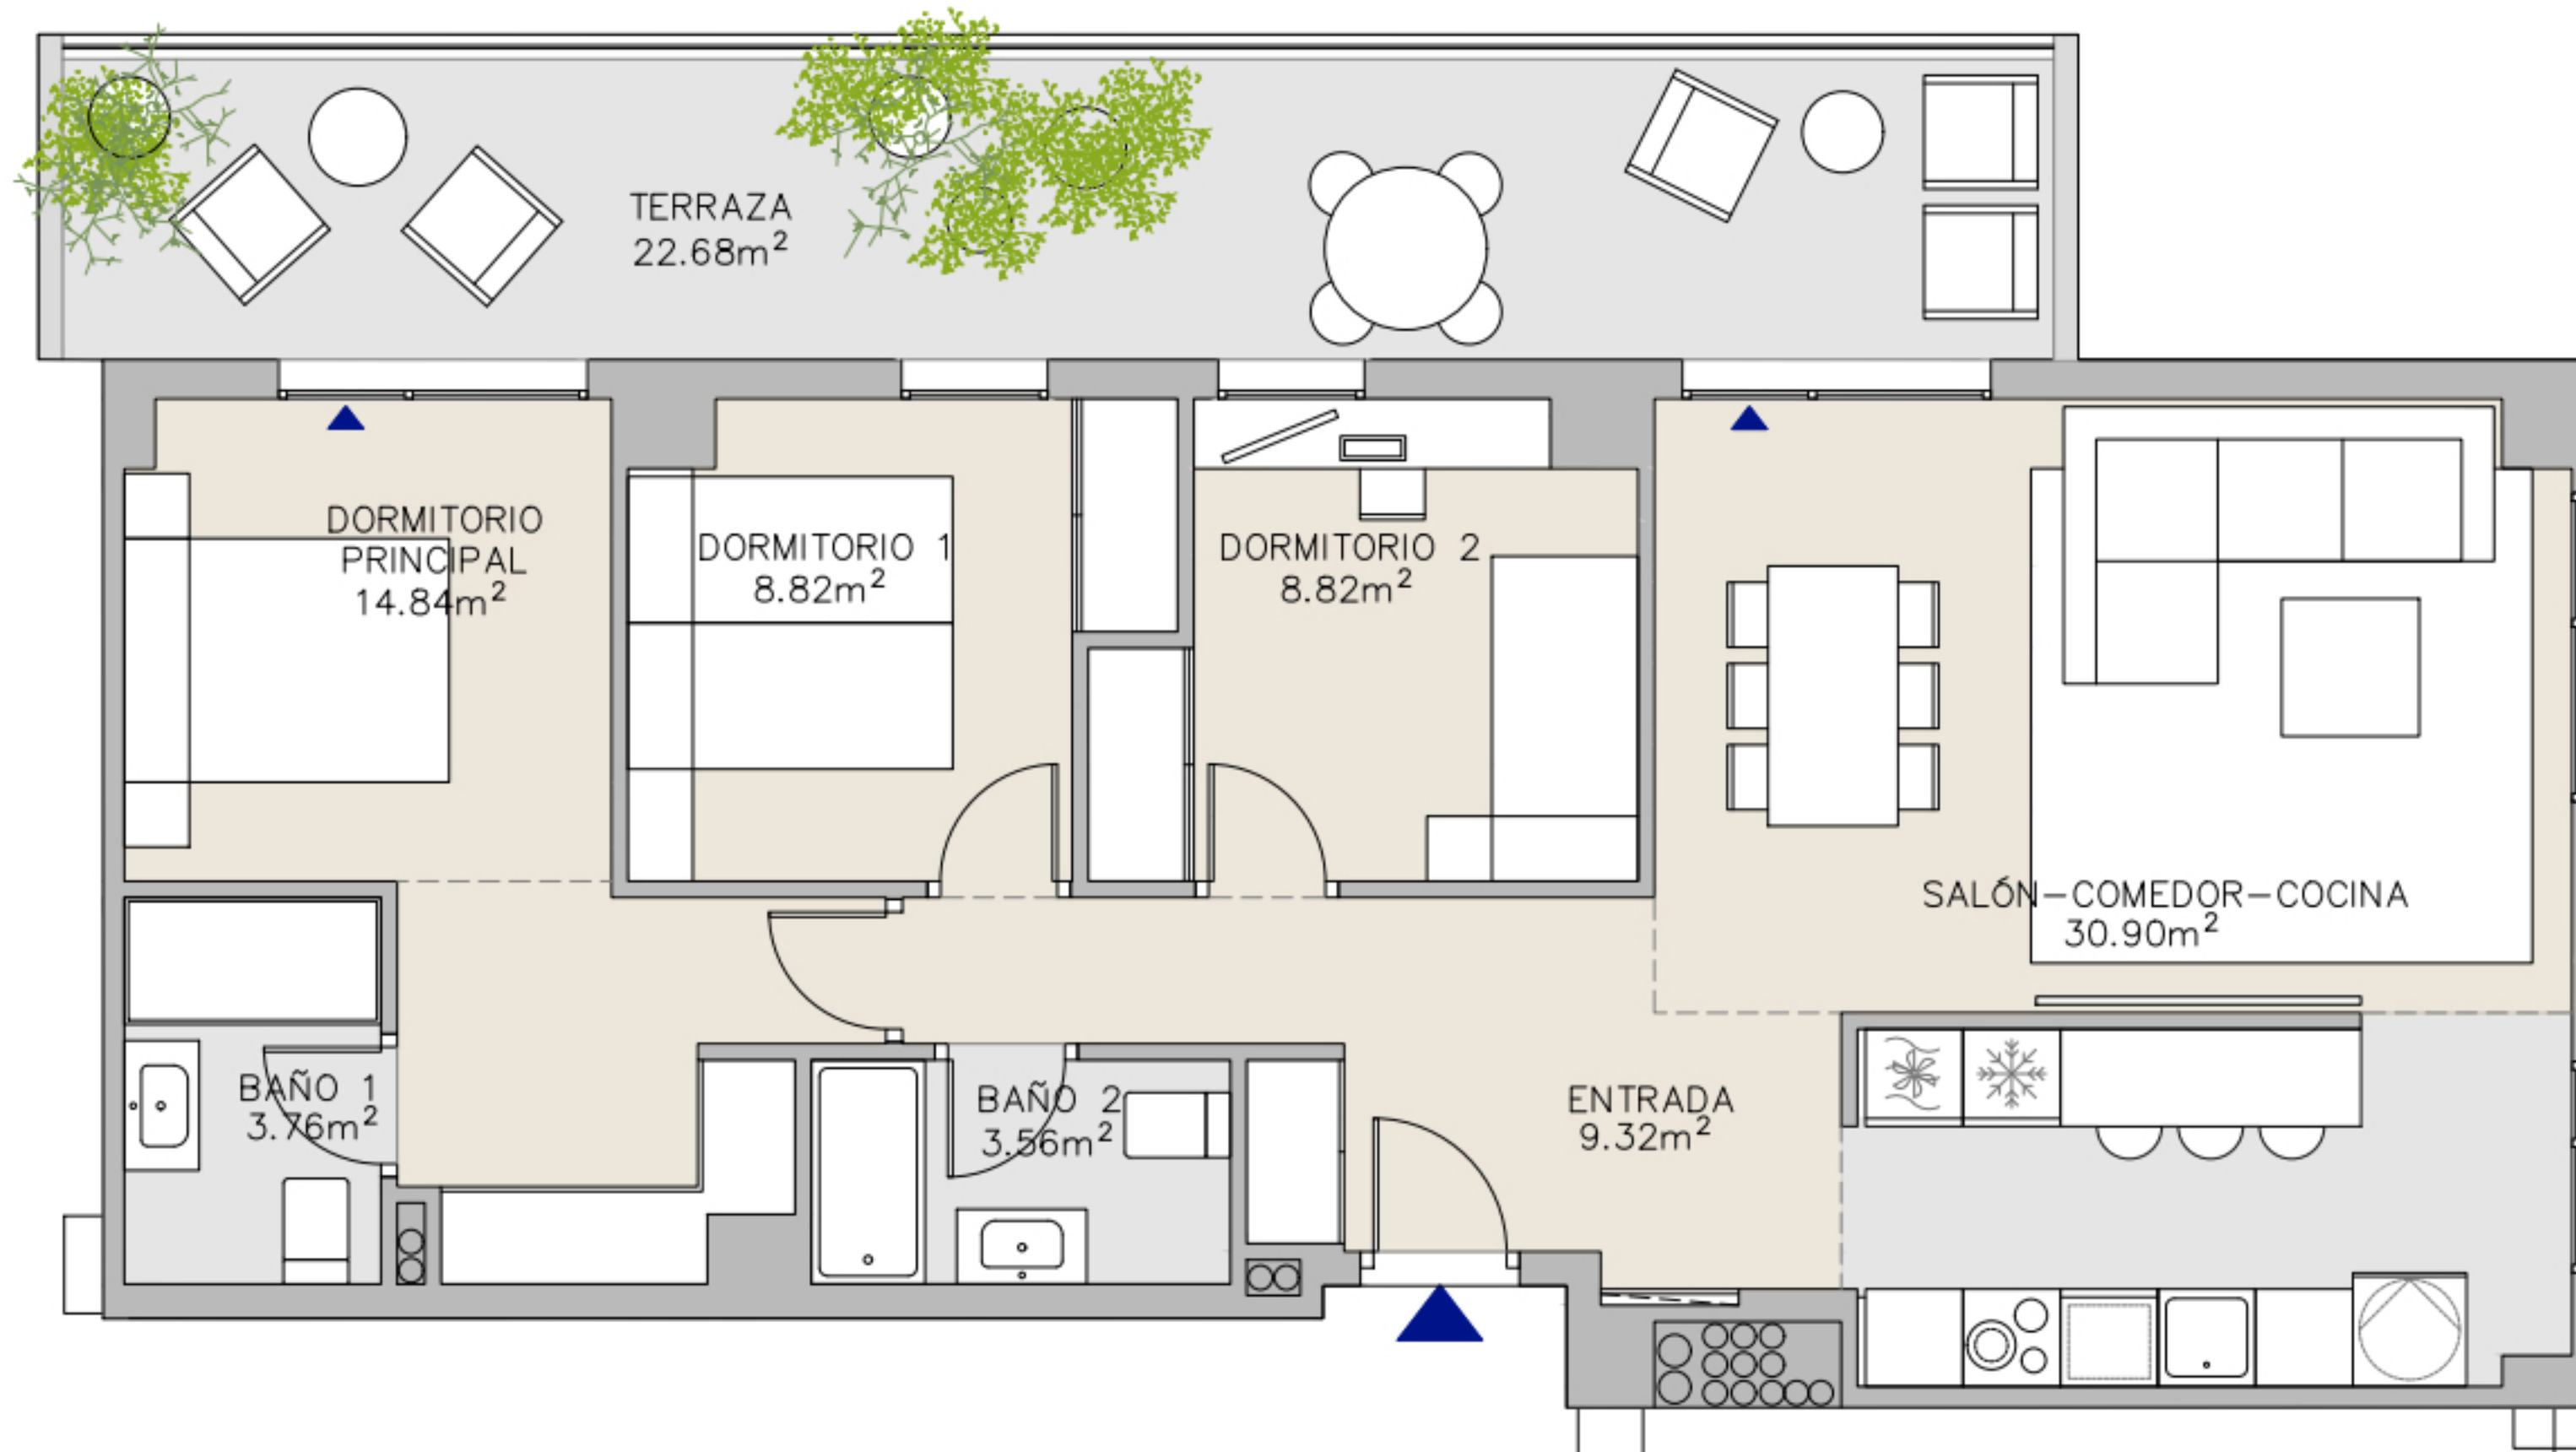 TERRAZA
22.68m²
DORMITORIO
PRINCIPAL
14.84m²
DORMITORIO 1
8.82m²
DORMITORIO 2
8.82m²
SALÓN-COMEDOR-COCINA
30.90m²
BAÑO 1
3.76m²
BAÑO 2
3.56m²
ENTRADA
9.32m²